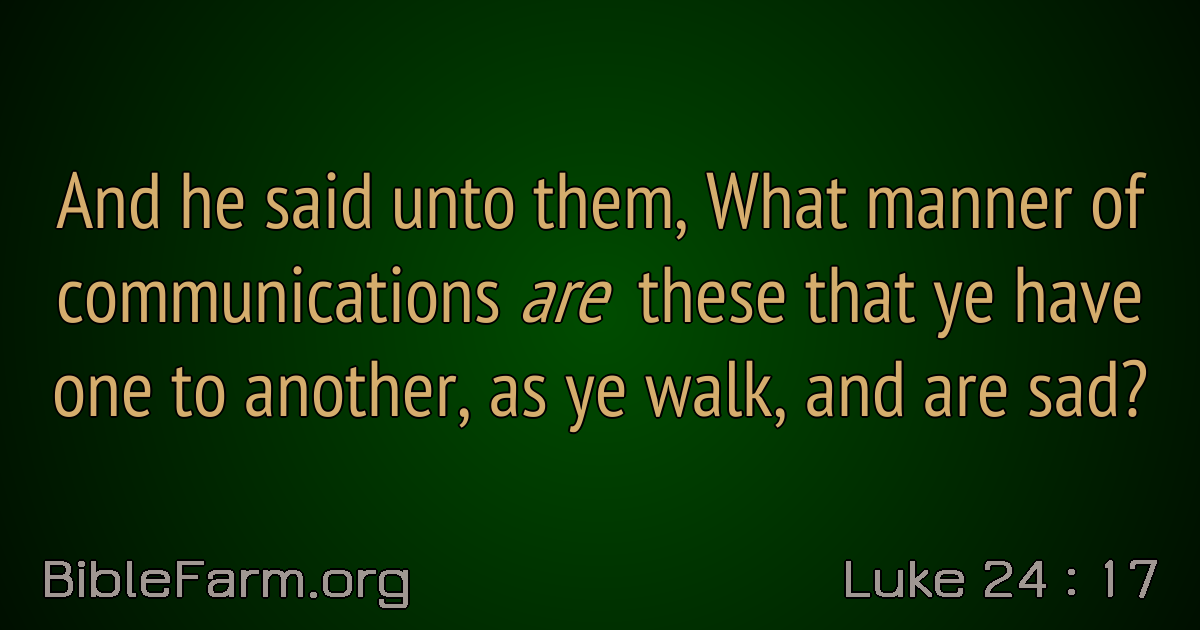 And he said unto them, What manner of
communications are these that ye have
one to another, as ye walk, and are sad?
BibleFarm.org
Luke 24 : 17